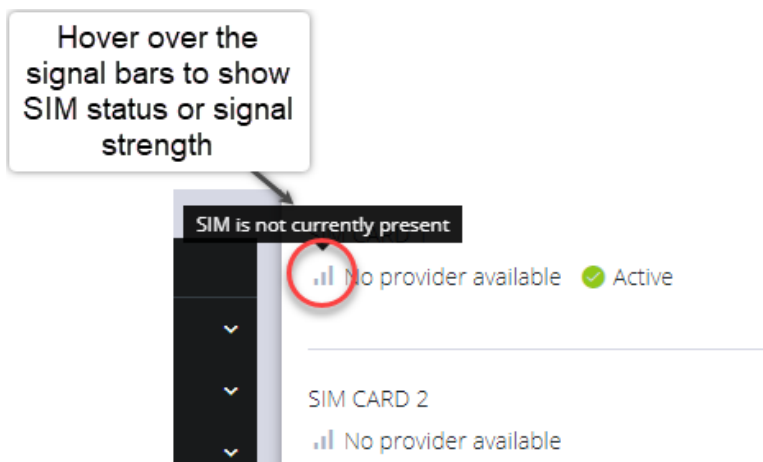 Hover over the
signal bars to show
SIM status or signal
strength
SIM is not currently present
No provider available Active
SIM CARD 2
No provider available